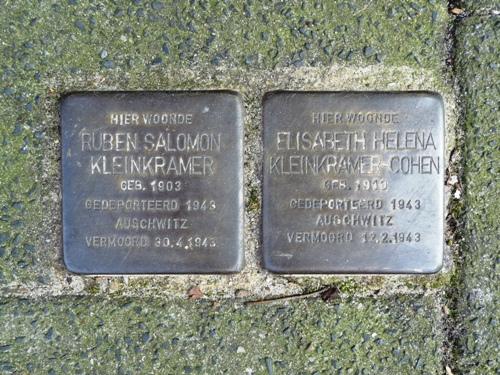 HIER WOONDE
RUBEN SALOMON
KLEINKRAMER
GEB. 1903
GEDEPORTEERD 1943
AUSCHWITZ
VERMOORD 30.4.1943
HIER WOONDE
ELISABETH HELENA
KLEINKRAMER-COHEN
GEB.
GEDEPORTEERD 1943
AUSCHWITZ
VERMOORD 12.2.1943